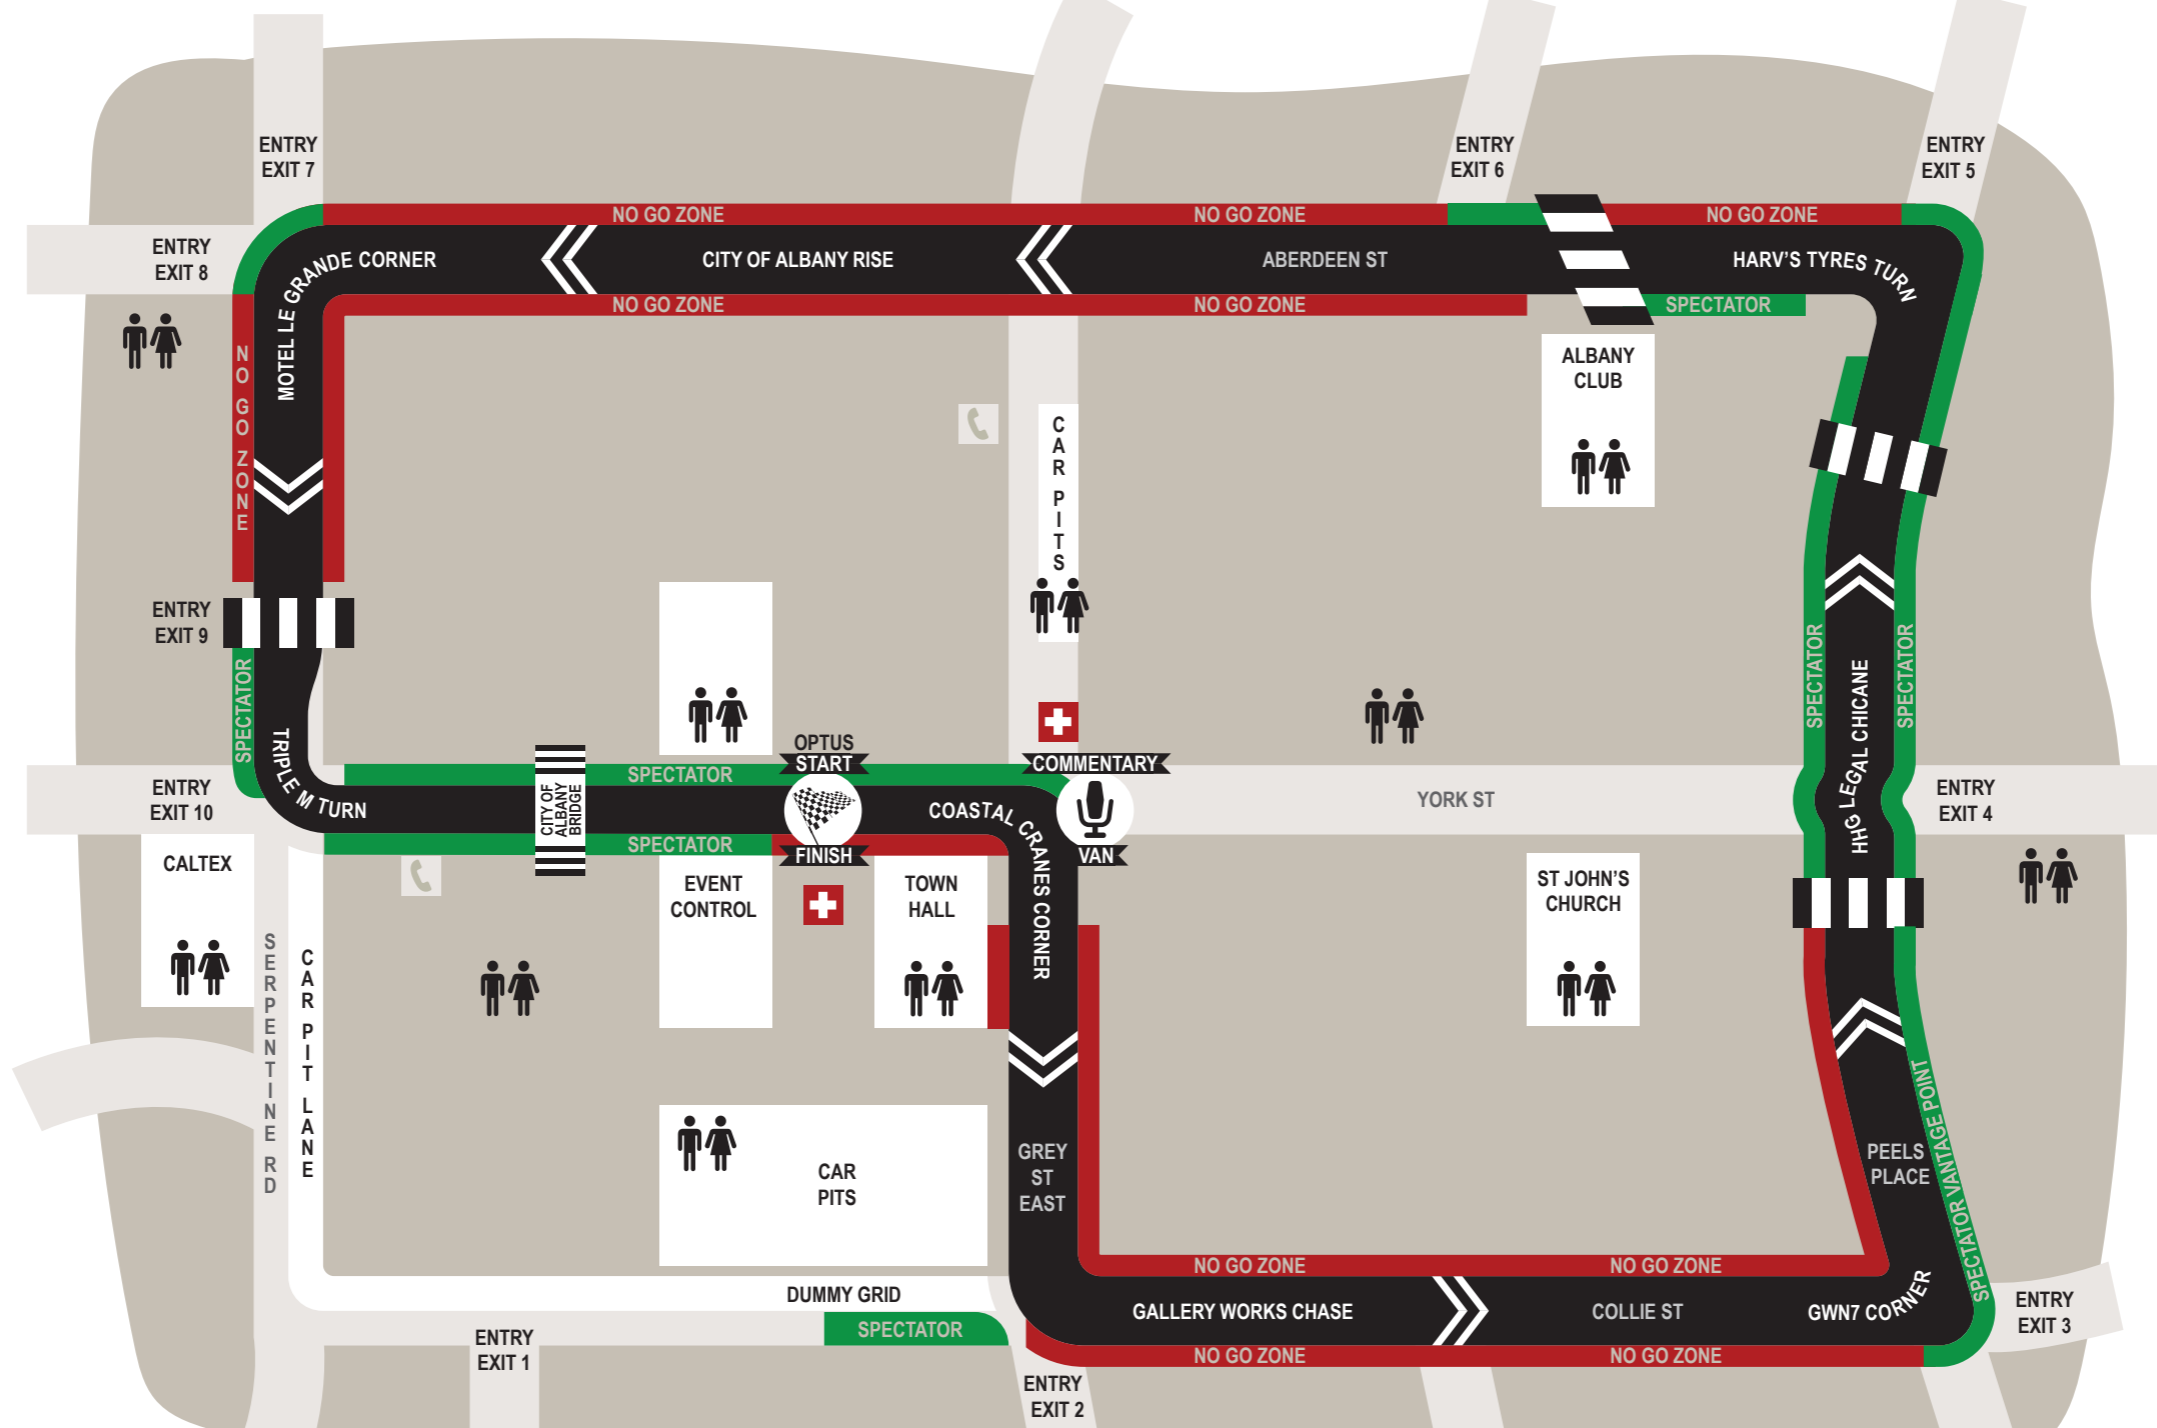 ENTRY
EXIT 7
ENTRY
EXIT 6
ENTRY
EXIT 5
NO GO ZONE
NO GO ZONE
NO GO ZONE
ENTRY
EXIT 8
MOTEL LE GRANDE CORNER
CITY OF ALBANY RISE
ABERDEEN ST
HARV'S TYRES TURN
NO GO ZONE
NO GO ZONE
SPECTATOR
NO GO ZONE
ALBANY
CLUB
CAR PITS
ENTRY
EXIT 9
SPECTATOR
SPECTATOR
SPECTATOR
HHG LEGAL CHICANE
TRIPLE M TURN
OPTUS
START
COMMENTARY
SPECTATOR
ENTRY
EXIT 10
CITY OF
ALBANY
BRIDGE
COASTAL CRANES CORNER
YORK ST
ENTRY
EXIT 4
SPECTATOR
FINISH
VAN
CALTEX
EVENT
CONTROL
TOWN
HALL
ST JOHN'S
CHURCH
SERPENTINE RD
CAR PIT LANE
CAR
PITS
GREY
ST
EAST
PEELS
PLACE
SPECTATOR VANTAGE POINT
NO GO ZONE
NO GO ZONE
DUMMY GRID
GALLERY WORKS CHASE
COLLIE ST
GWN7 CORNER
ENTRY
EXIT 3
SPECTATOR
ENTRY
EXIT 1
NO GO ZONE
NO GO ZONE
ENTRY
EXIT 2